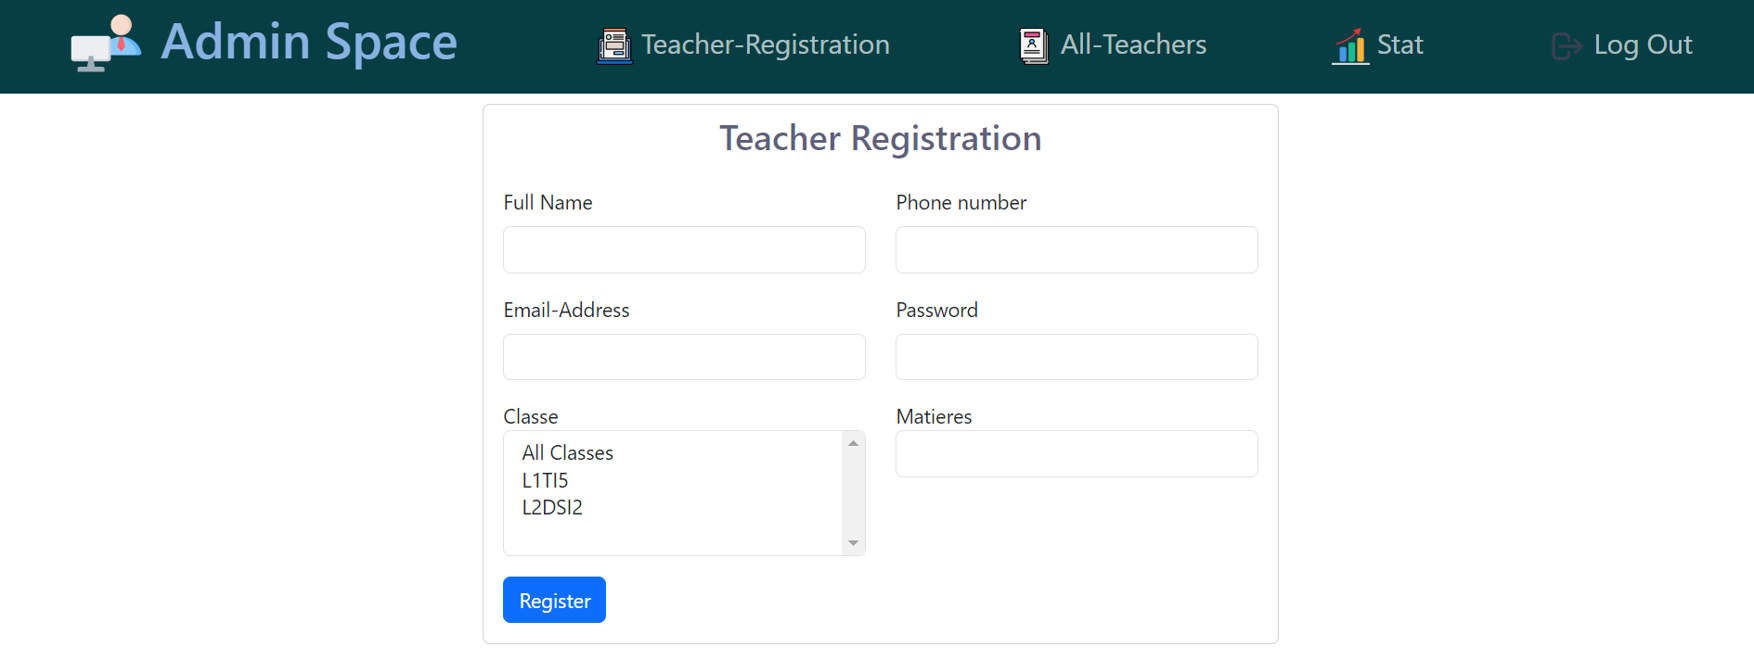 Admin Space
Teacher-Registration
All-Teachers
Stat
Log Out
Teacher Registration
Full Name
Phone number
Email-Address
Password
Classe
Matieres
All Classes
L1TI5
L2DSI2
Register